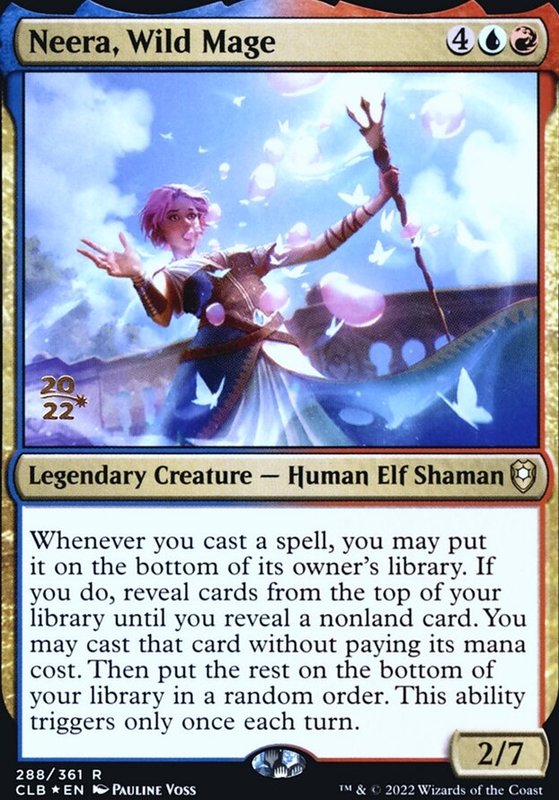 Neera, Wild Mage 4
20
22
Legendary Creature — Human Elf Shaman
Whenever you cast a spell, you may put
it on the bottom of its owner's library. If
you do, reveal cards from the top of your
library until you reveal a nonland card. You
may cast that card without paying its mana
cost. Then put the rest on the bottom of
your library in a random order. This ability
triggers only once each turn.
2/7
288/361 R
CLB ★ EN Pauline Voss
™ & © 2022 Wizards of the Coast